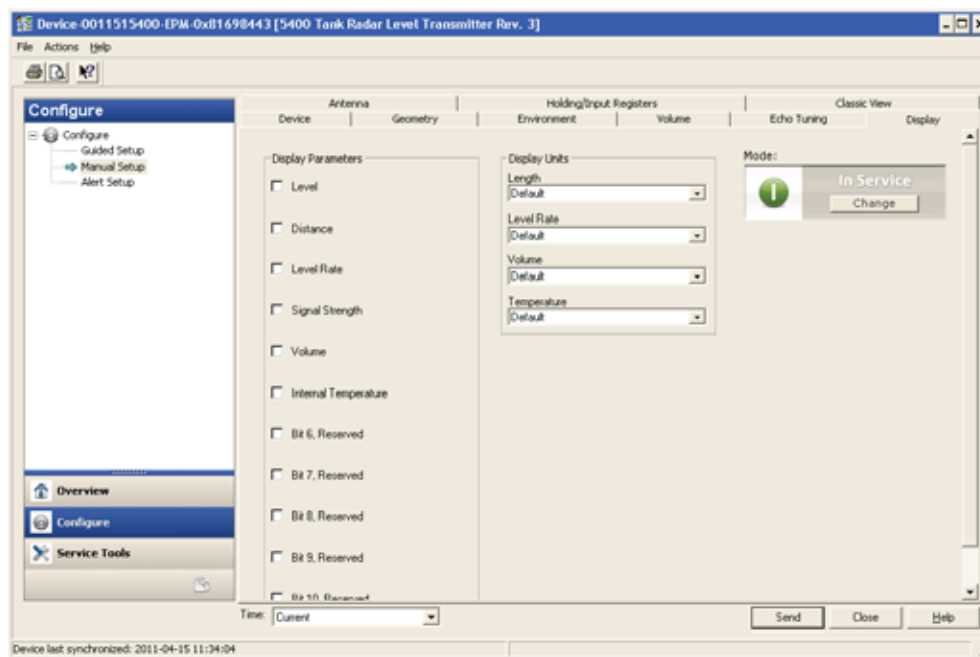 Device-0011515400-EPM-0x81698443 [5400 Tank Radar Level Transmitter Rev. 3]
File Actions Help
Configure
Configure
Guided Setup
Manual Setup
Alert Setup
Overview
Configure
Service Tools
Antenna Holding/Input Registers Classic View
Device Geometry Environment Volume Echo Tuning Display
Display Parameters
Level
Distance
Level Rate
Signal Strength
Volume
Internal Temperature
Bit 6, Reserved
Bit 7, Reserved
Bit 8, Reserved
Bit 9, Reserved
Bit 10, Reserved
Display Units
Length
Default
Level Rate
Default
Volume
Default
Temperature
Default
Mode:
In Service
Change
Time: Current
Send Close Help
Device last synchronized: 2011-04-15 11:34:04